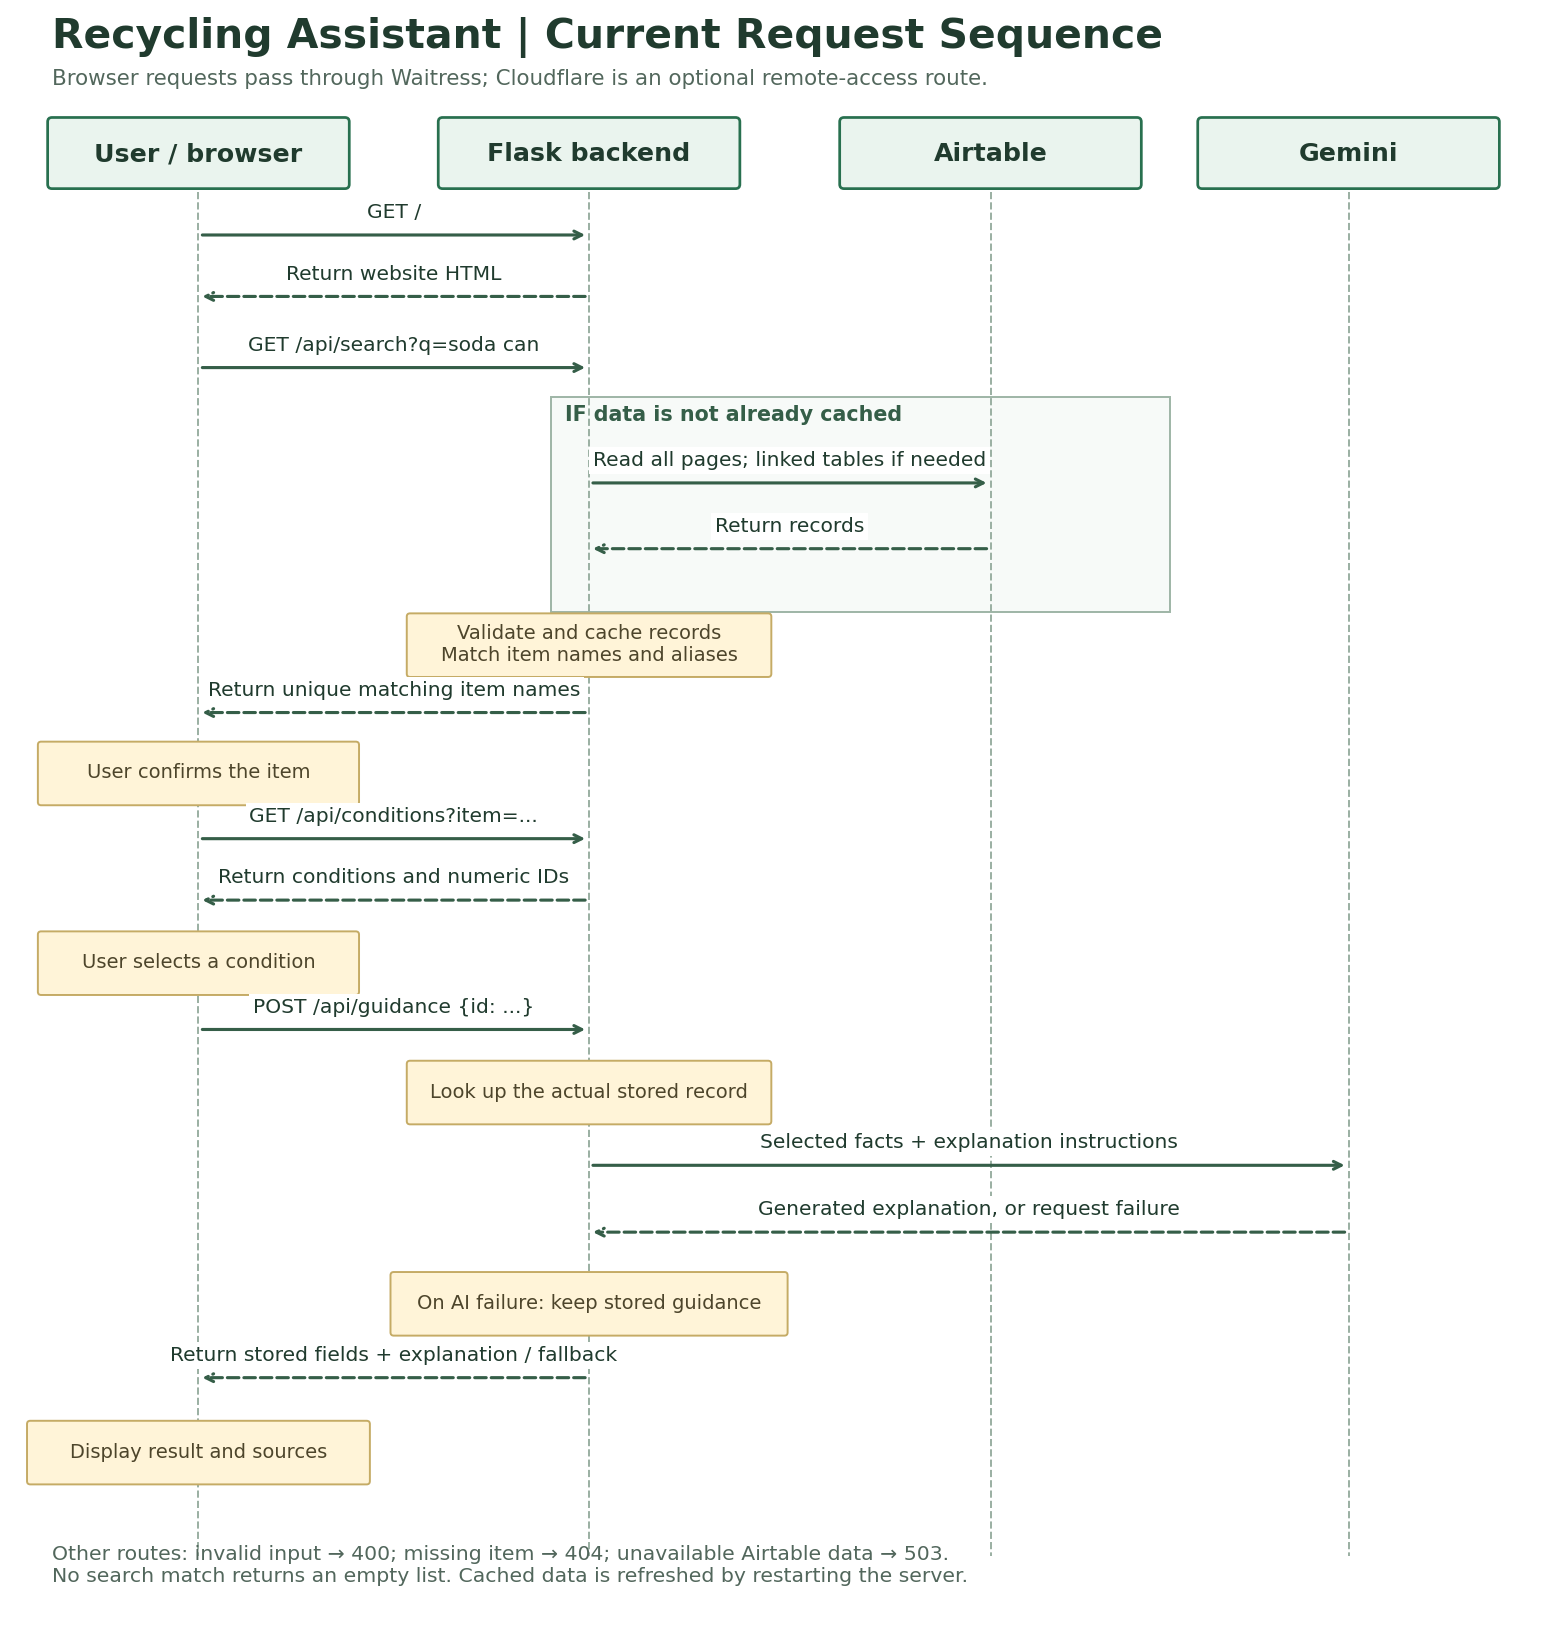 Recycling Assistant | Current Request Sequence
Browser requests pass through Waitress; Cloudflare is an optional remote-access route.
User / browser
Flask backend
Airtable
Gemini
GET /
Return website HTML
GET /api/search?q=soda can
IF data is not already cached
Read all pages; linked tables if needed
Return records
Validate and cache records
Match item names and aliases
Return unique matching item names
User confirms the item
GET /api/conditions?item=...
Return conditions and numeric IDs
User selects a condition
POST /api/guidance {id: ...}
Look up the actual stored record
Selected facts + explanation instructions
Generated explanation, or request failure
On AI failure: keep stored guidance
Return stored fields + explanation / fallback
Display result and sources
Other routes: invalid input → 400; missing item → 404; unavailable Airtable data → 503.
No search match returns an empty list. Cached data is refreshed by restarting the server.